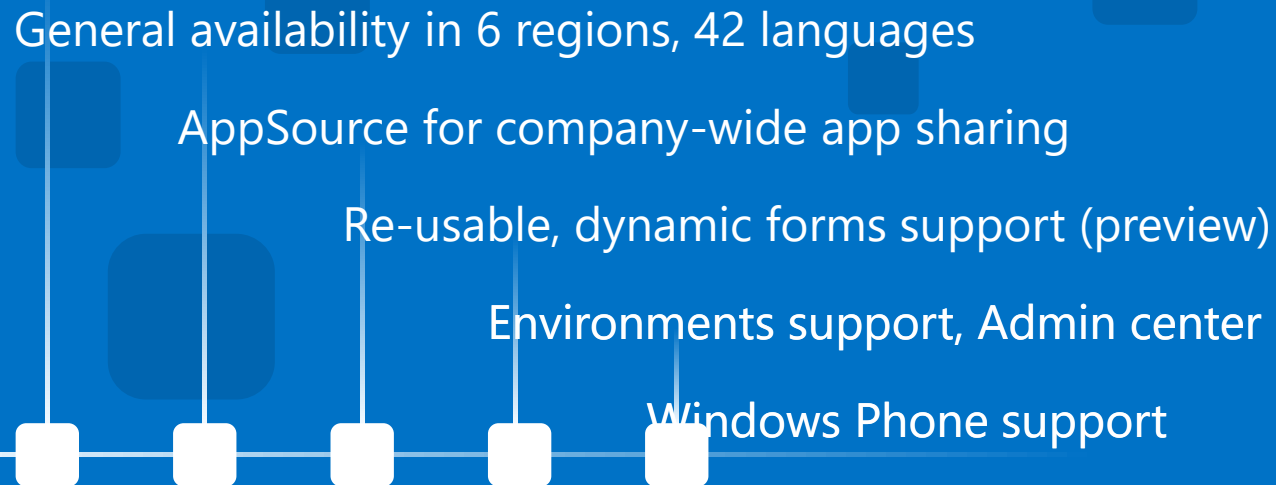 General availability in 6 regions, 42 languages
AppSource for company-wide app sharing
Re-usable, dynamic forms support (preview)
Environments support, Admin center
Windows Phone support